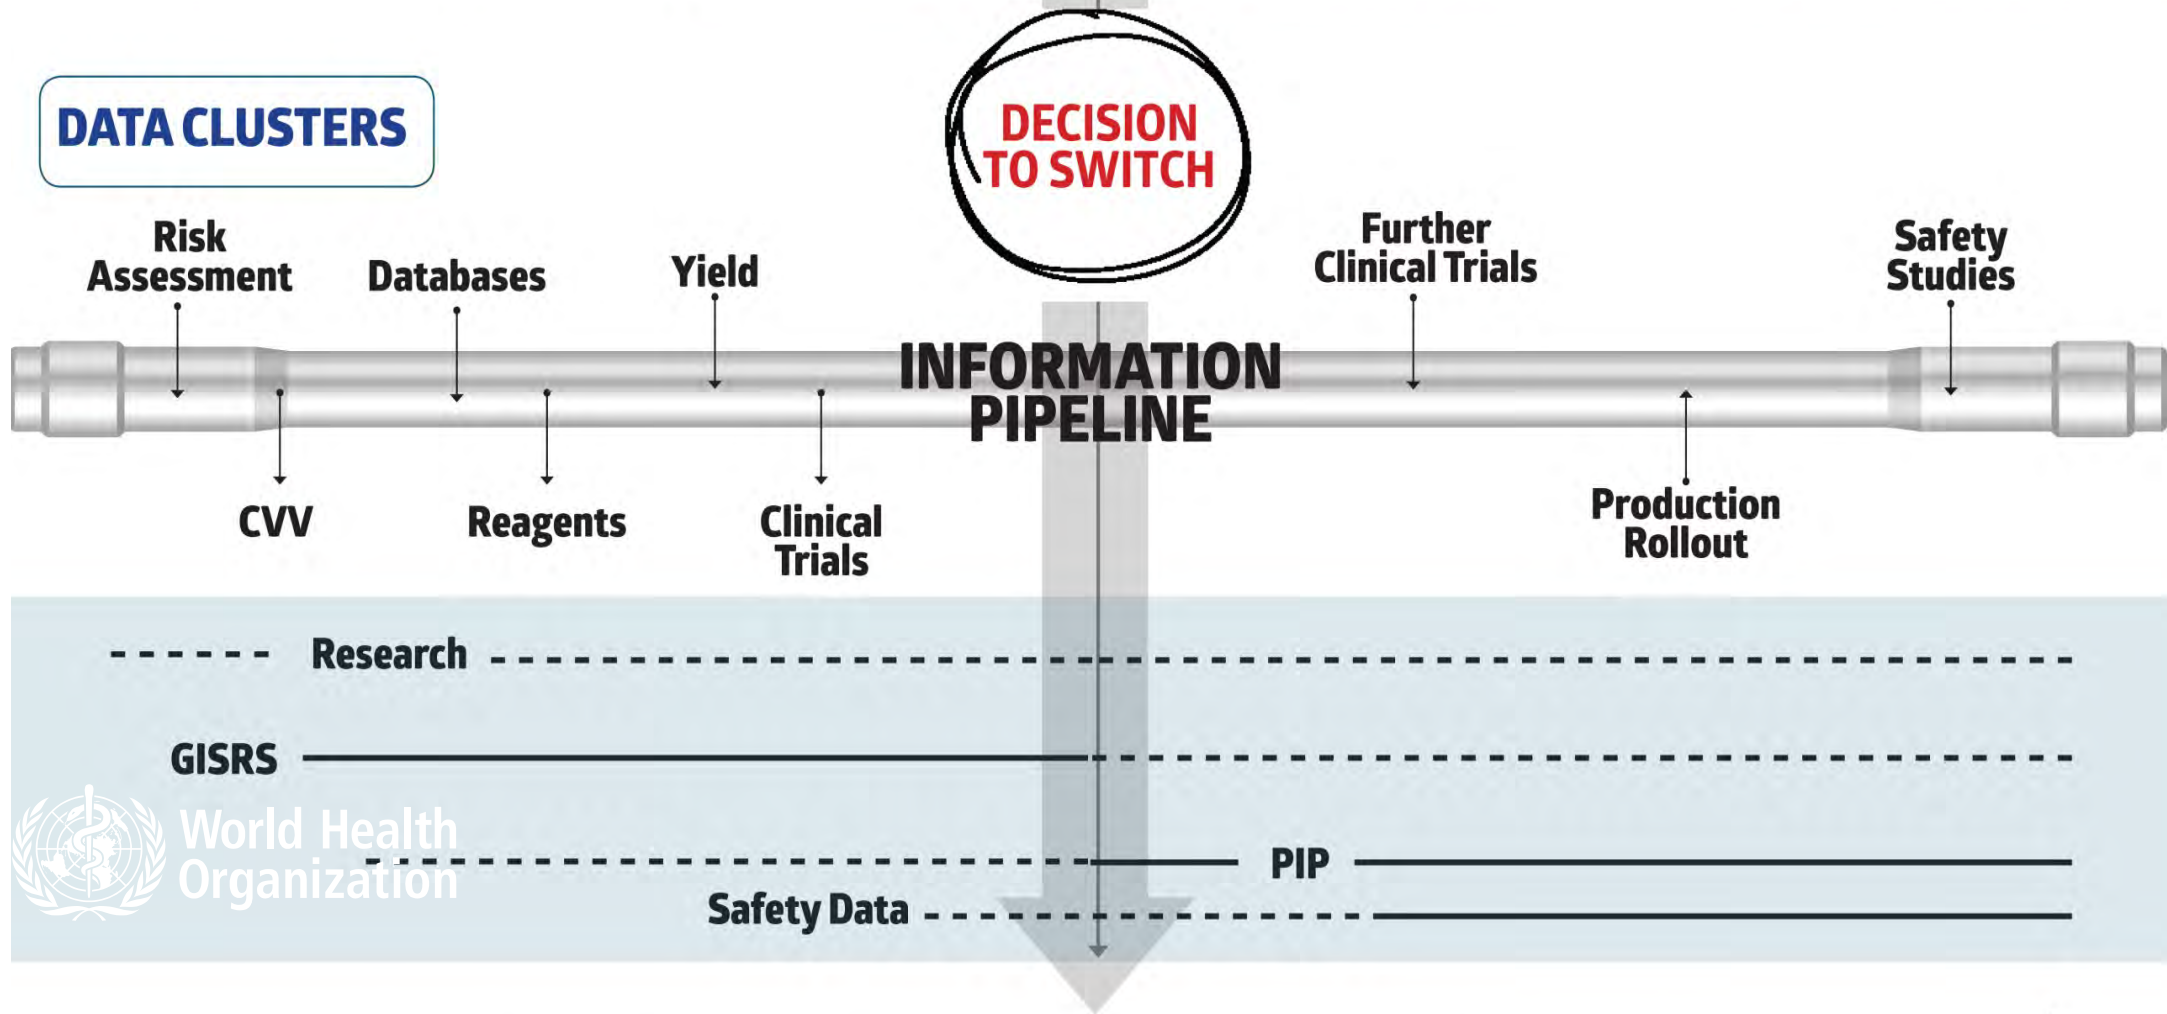 DATA CLUSTERS
DECISION
TO SWITCH
Risk
Assessment
Databases
Yield
Further
Clinical Trials
Safety
Studies
INFORMATION
PIPELINE
CVV
Reagents
Clinical
Trials
Production
Rollout
Research
GISRS
World Health
Organization
PIP
Safety Data